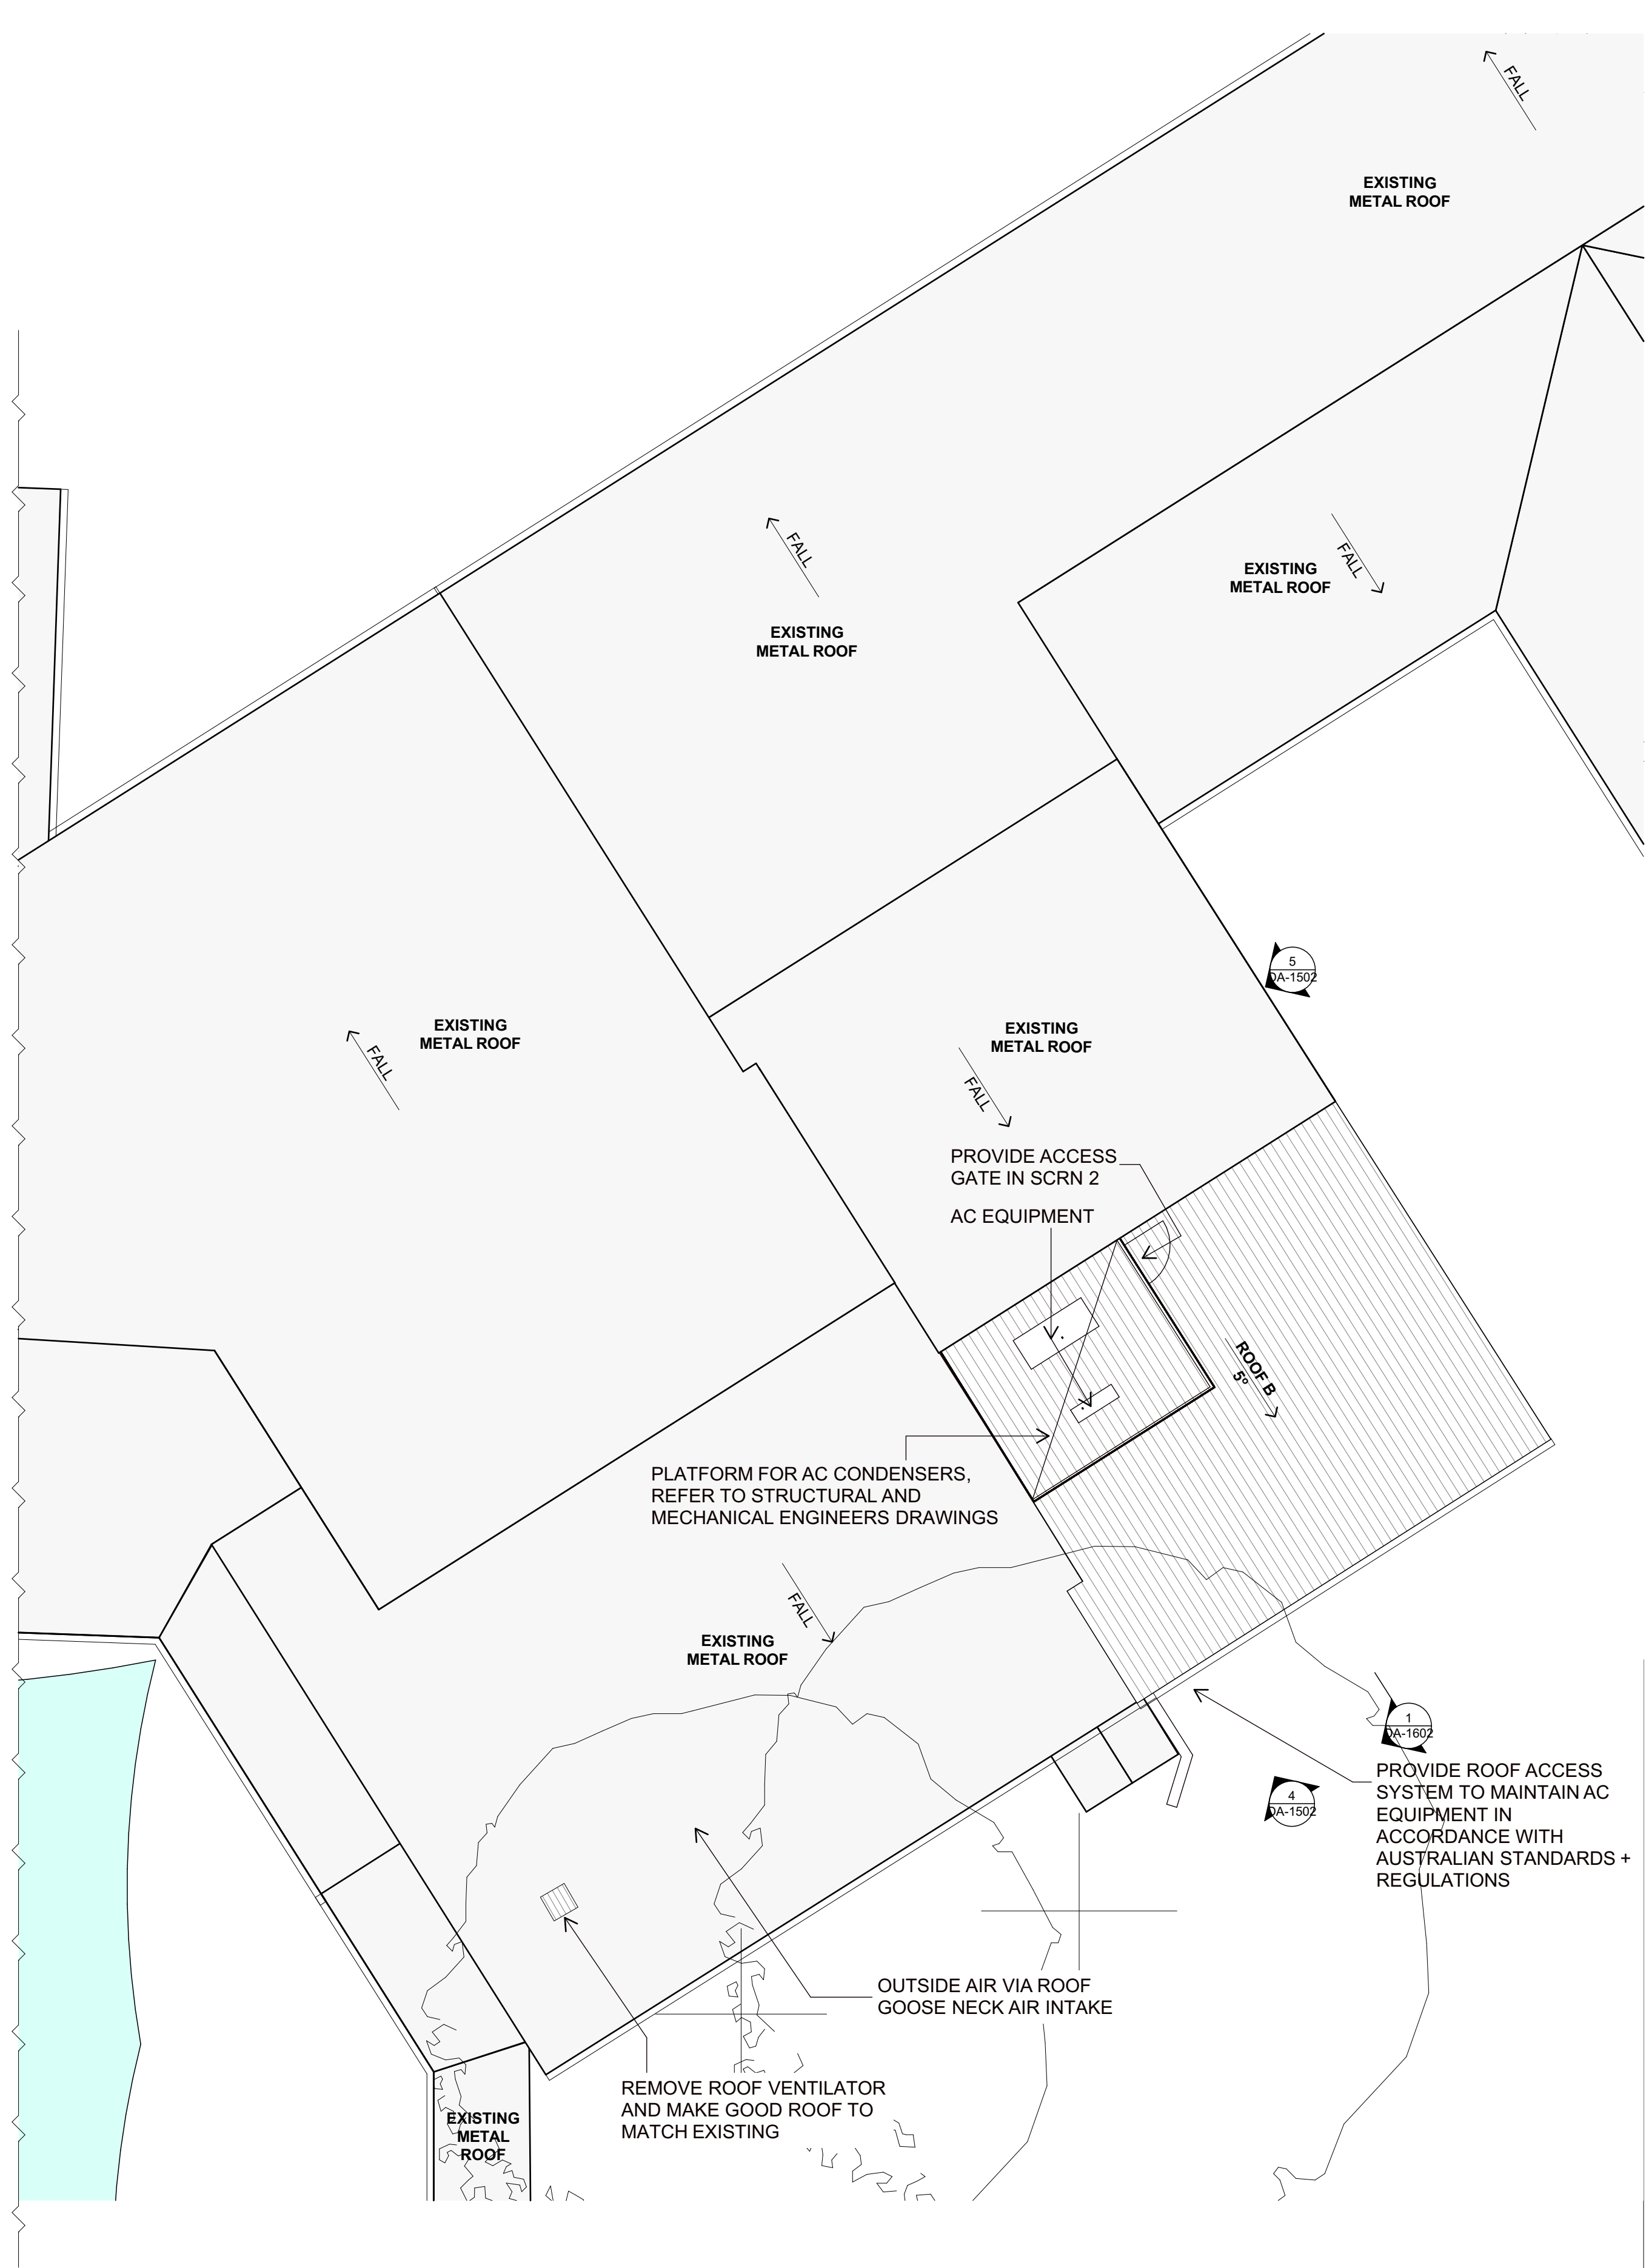 FALL
EXISTING
METAL ROOF
FALL
EXISTING
METAL ROOF
FALL
EXISTING
METAL ROOF
5
DA-1502
EXISTING
METAL ROOF
FALL
EXISTING
METAL ROOF
FALL
PROVIDE ACCESS
GATE IN SCRN 2
AC EQUIPMENT
ROOF B
5°
PLATFORM FOR AC CONDENSERS,
REFER TO STRUCTURAL AND
MECHANICAL ENGINEERS DRAWINGS
FALL
EXISTING
METAL ROOF
1
DA-1602
PROVIDE ROOF ACCESS
SYSTEM TO MAINTAIN AC
EQUIPMENT IN
ACCORDANCE WITH
AUSTRALIAN STANDARDS +
REGULATIONS
4
DA-1502
OUTSIDE AIR VIA ROOF
GOOSE NECK AIR INTAKE
REMOVE ROOF VENTILATOR
AND MAKE GOOD ROOF TO
MATCH EXISTING
EXISTING
METAL
ROOF